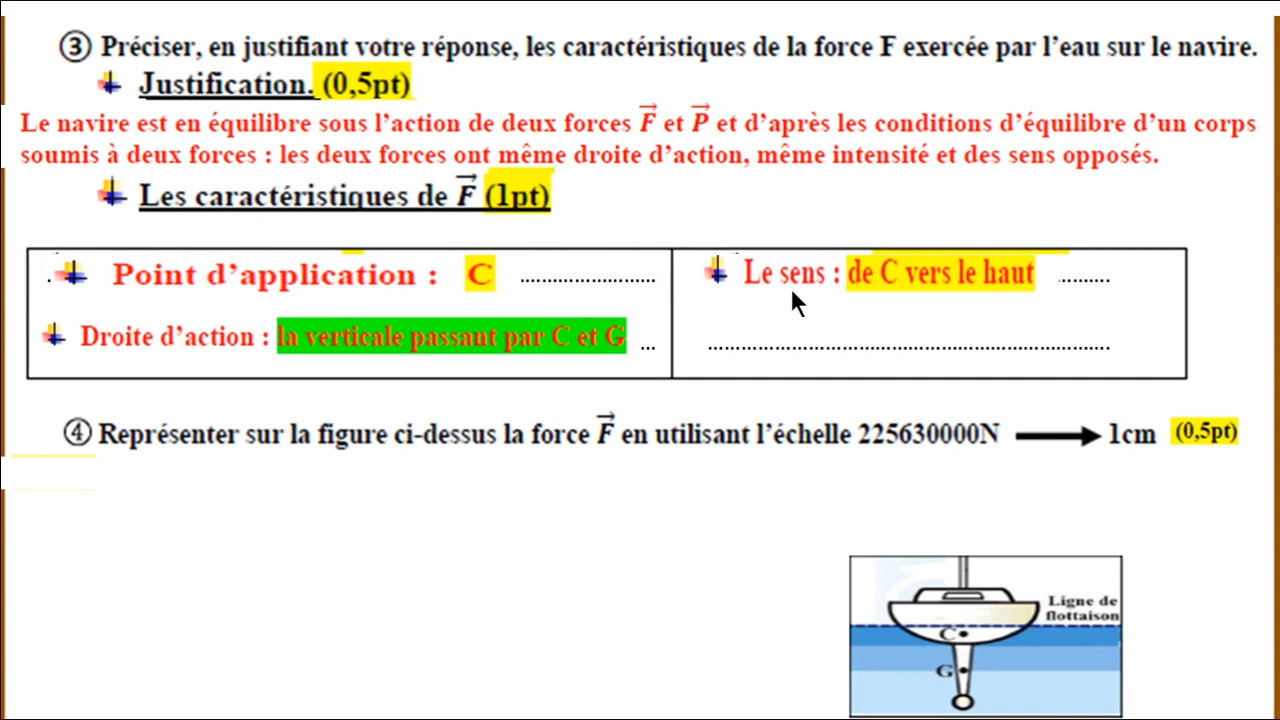 ③ Préciser, en justifiant votre réponse, les caractéristiques de la force F exercée par l'eau sur le navire.
Justification. (0,5pt)
Le navire est en équilibre sous l'action de deux forces F⃗ et P⃗ et d'après les conditions d'équilibre d'un corps
soumis à deux forces : les deux forces ont même droite d'action, même intensité et des sens opposés.
Les caractéristiques de F⃗ (1pt)
Point d'application : C .........................
Droite d'action : la verticale passant par C et G ...
Le sens : de C vers le haut ..........
...........................................................................
④ Représenter sur la figure ci-dessus la force F⃗ en utilisant l'échelle 225630000N ⟶ 1cm (0,5pt)
Ligne de
flottaison
C
G